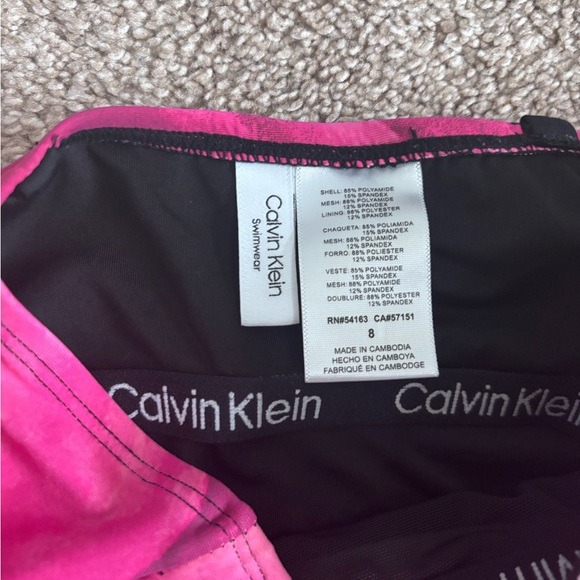 Calvin Klein
Swimwear
SHELL: 85% POLYAMIDE
15% SPANDEX
MESH: 88% POLYAMIDE
12% SPANDEX
LINING: 88% POLYESTER
12% SPANDEX
CHAQUETA: 85% POLIAMIDA
15% SPANDEX
MESH: 88% POLIAMIDA
12% SPANDEX
FORRO: 88% POLIESTER
12% SPANDEX
VESTE: 85% POLYAMIDE
15% SPANDEX
MESH: 88% POLYAMIDE
12% SPANDEX
DOUBLURE: 88% POLYESTER
12% SPANDEX
RN#54163 CA#57151
8
MADE IN CAMBODIA
HECHO EN CAMBOYA
FABRIQUÉ EN CAMBODGE
Calvin Klein
Calvin Klein